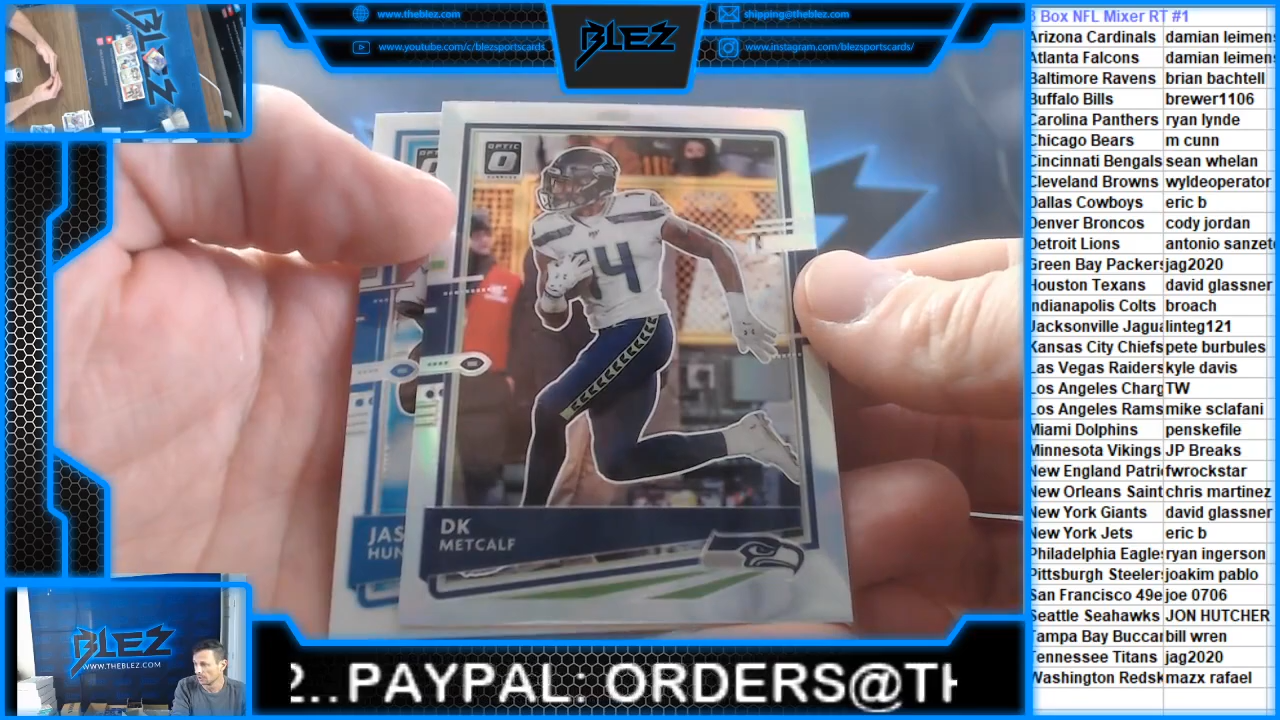 www.theblez.com
www.youtube.com/c/blezsportscards
BLEZ
shipping@theblez.com
www.instagram.com/blezsportscards/
BLEZ
OPTIC
DK
METCALF
14
JAS
HUN
BLEZ
WWW.THEBLEZ.COM
2..PAYPAL: ORDERS@TH
Box NFL Mixer RT #1
Arizona Cardinals damian leimens
Atlanta Falcons damian leimens
Baltimore Ravens brian bachtell
Buffalo Bills brewer1106
Carolina Panthers ryan lynde
Chicago Bears m cunn
Cincinnati Bengals sean whelan
Cleveland Browns wyldeoperator
Dallas Cowboys eric b
Denver Broncos cody jordan
Detroit Lions antonio sanzet
Green Bay Packers jag2020
Houston Texans david glassner
Indianapolis Colts broach
Jacksonville Jagua linteg121
Kansas City Chiefs pete burbules
Las Vegas Raiders kyle davis
Los Angeles Charg TW
Los Angeles Rams mike sclafani
Miami Dolphins penskefile
Minnesota Vikings JP Breaks
New England Patri fwrockstar
New Orleans Saint chris martinez
New York Giants david glassner
New York Jets eric b
Philadelphia Eagle ryan ingerson
Pittsburgh Steelers joakim pablo
San Francisco 49e joe 0706
Seattle Seahawks JON HUTCHER
Tampa Bay Buccar bill wren
Tennessee Titans jag2020
Washington Redsk mazx rafael